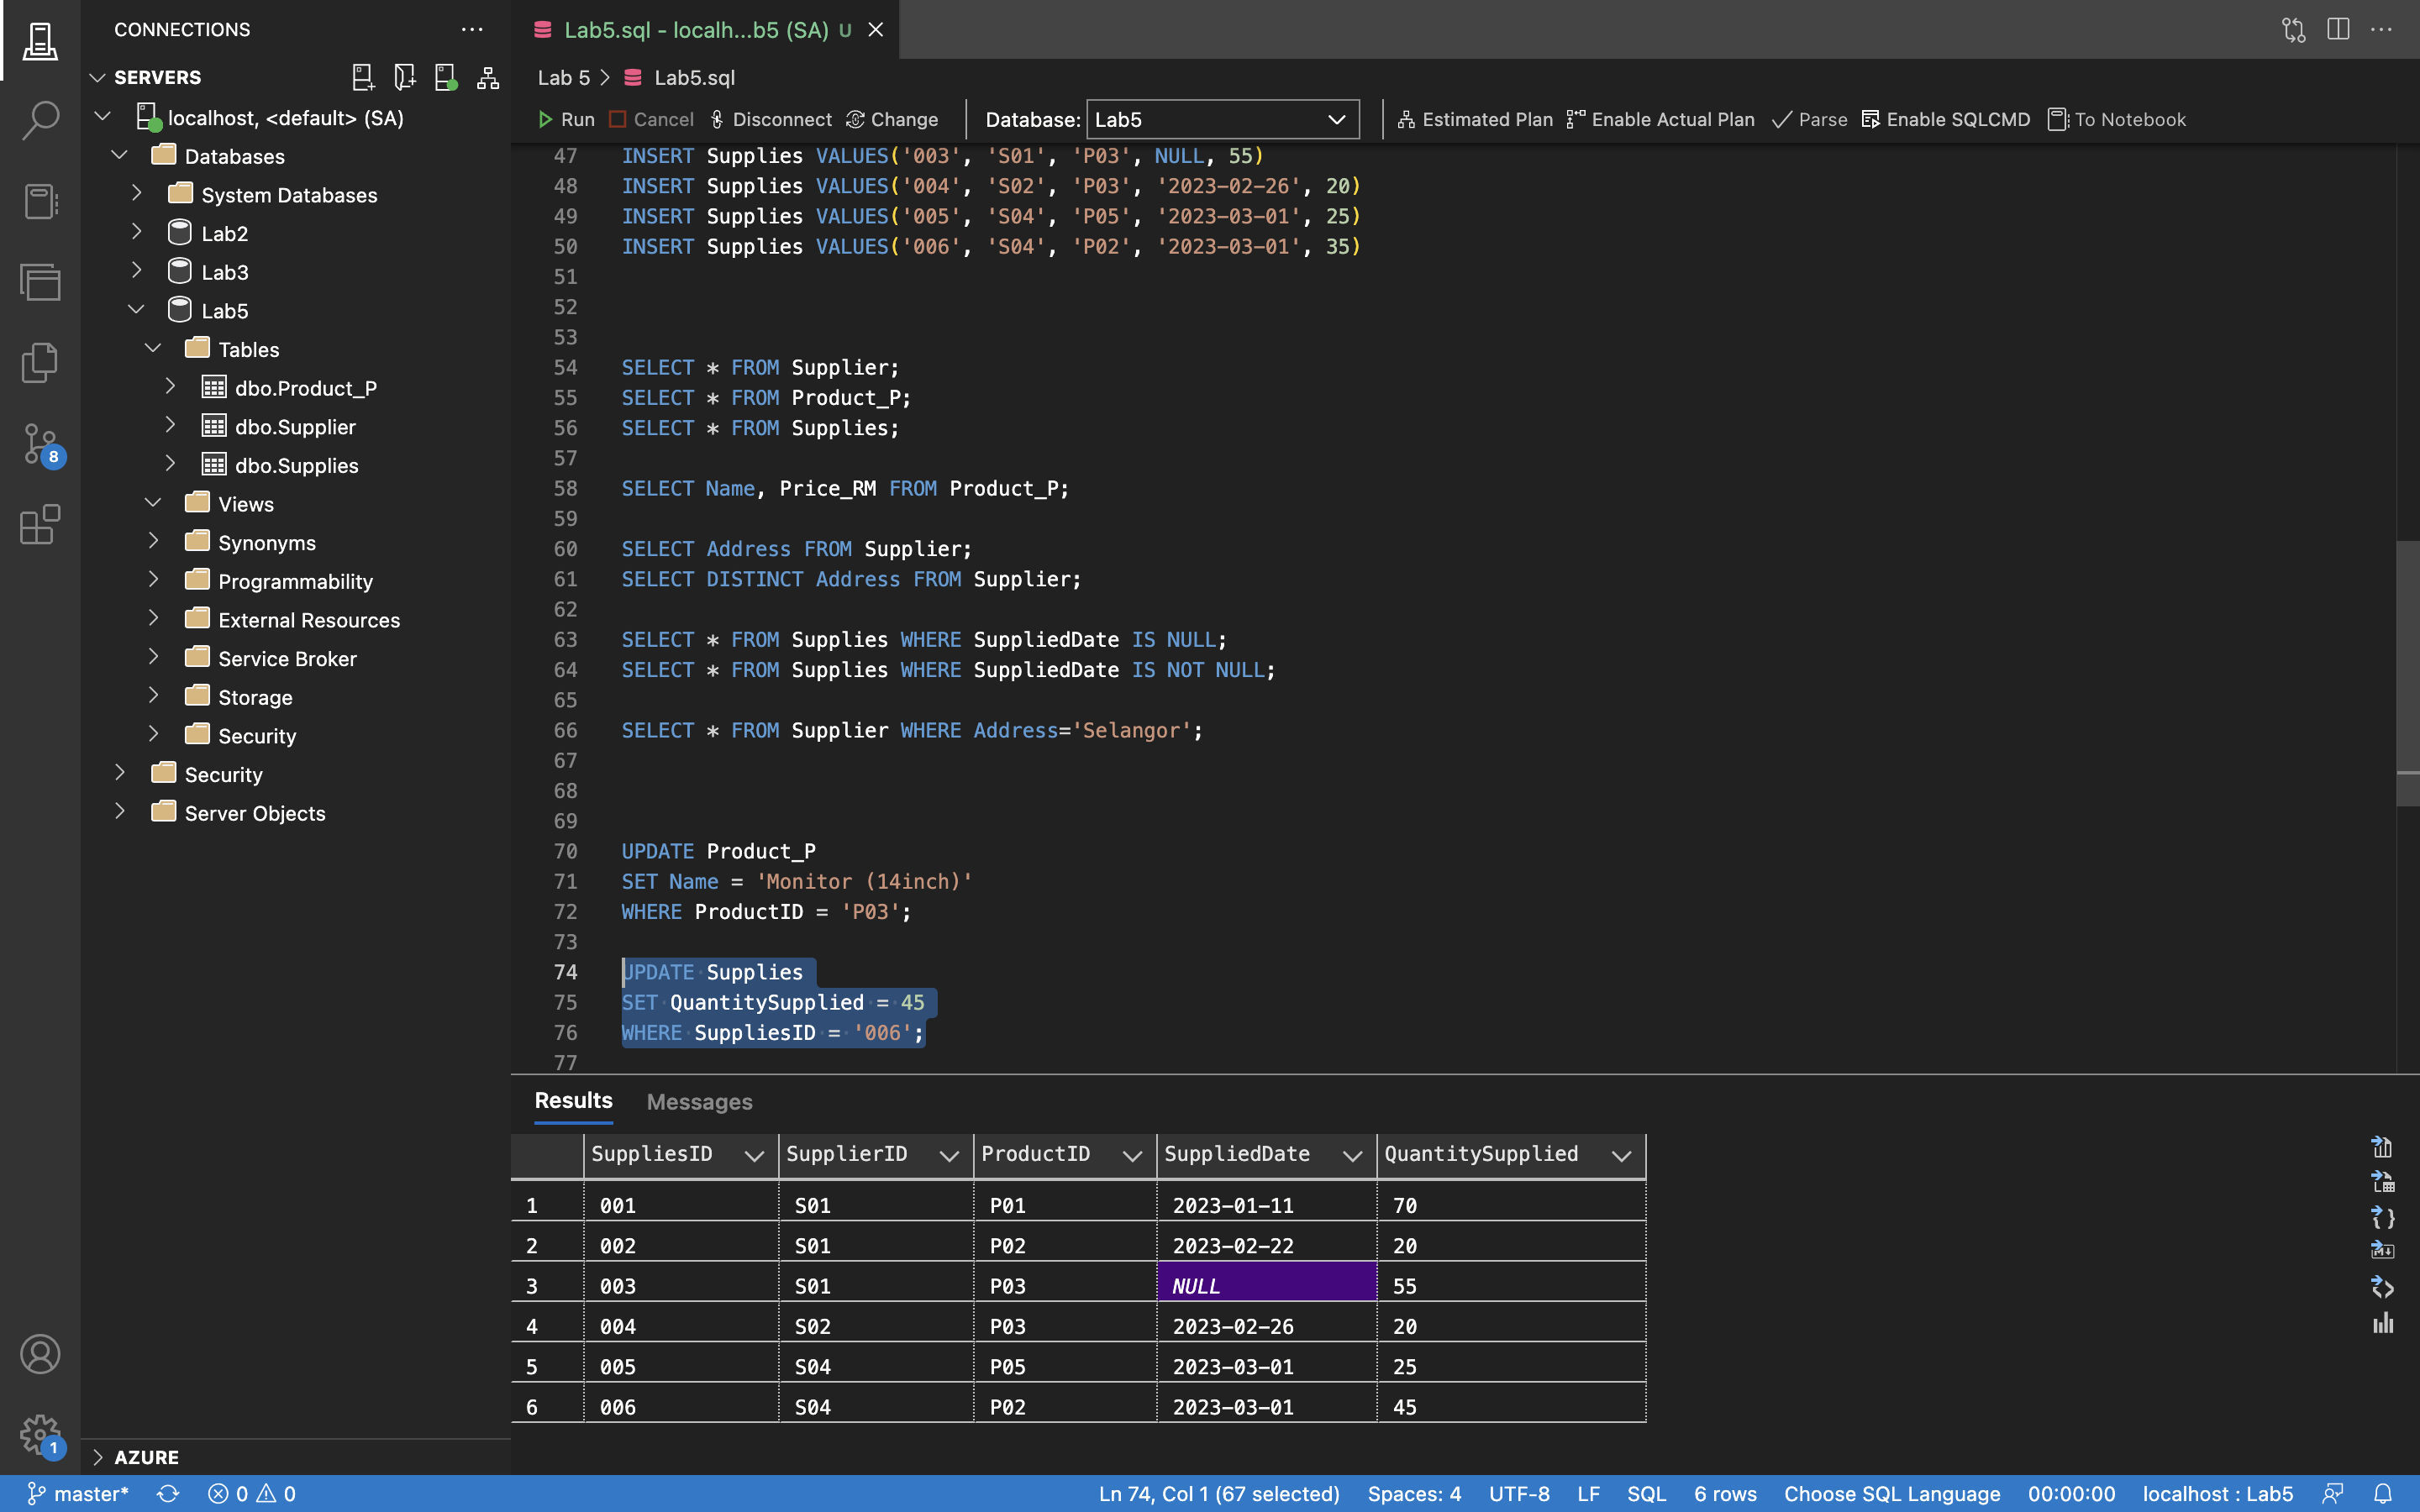 CONNECTIONS
SERVERS
localhost, <default> (SA)
Databases
System Databases
Lab2
Lab3
Lab5
Tables
dbo.Product_P
dbo.Supplier
dbo.Supplies
Views
Synonyms
Programmability
External Resources
Service Broker
Storage
Security
Security
Server Objects
AZURE
8
1
Lab5.sql - localh...b5 (SA) U
Lab 5 > Lab5.sql
Run Cancel Disconnect Change Database: Lab5 Estimated Plan Enable Actual Plan Parse Enable SQLCMD To Notebook
47 INSERT Supplies VALUES('003', 'S01', 'P03', NULL, 55)
48 INSERT Supplies VALUES('004', 'S02', 'P03', '2023-02-26', 20)
49 INSERT Supplies VALUES('005', 'S04', 'P05', '2023-03-01', 25)
50 INSERT Supplies VALUES('006', 'S04', 'P02', '2023-03-01', 35)
51
52
53
54 SELECT * FROM Supplier;
55 SELECT * FROM Product_P;
56 SELECT * FROM Supplies;
57
58 SELECT Name, Price_RM FROM Product_P;
59
60 SELECT Address FROM Supplier;
61 SELECT DISTINCT Address FROM Supplier;
62
63 SELECT * FROM Supplies WHERE SuppliedDate IS NULL;
64 SELECT * FROM Supplies WHERE SuppliedDate IS NOT NULL;
65
66 SELECT * FROM Supplier WHERE Address='Selangor';
67
68
69
70 UPDATE Product_P
71 SET Name = 'Monitor (14inch)'
72 WHERE ProductID = 'P03';
73
74 UPDATE Supplies
75 SET QuantitySupplied = 45
76 WHERE SuppliesID = '006';
77
Results Messages
SuppliesID SupplierID ProductID SuppliedDate QuantitySupplied
1 001 S01 P01 2023-01-11 70
2 002 S01 P02 2023-02-22 20
3 003 S01 P03 NULL 55
4 004 S02 P03 2023-02-26 20
5 005 S04 P05 2023-03-01 25
6 006 S04 P02 2023-03-01 45
master* 0 0 Ln 74, Col 1 (67 selected) Spaces: 4 UTF-8 LF SQL 6 rows Choose SQL Language 00:00:00 localhost : Lab5